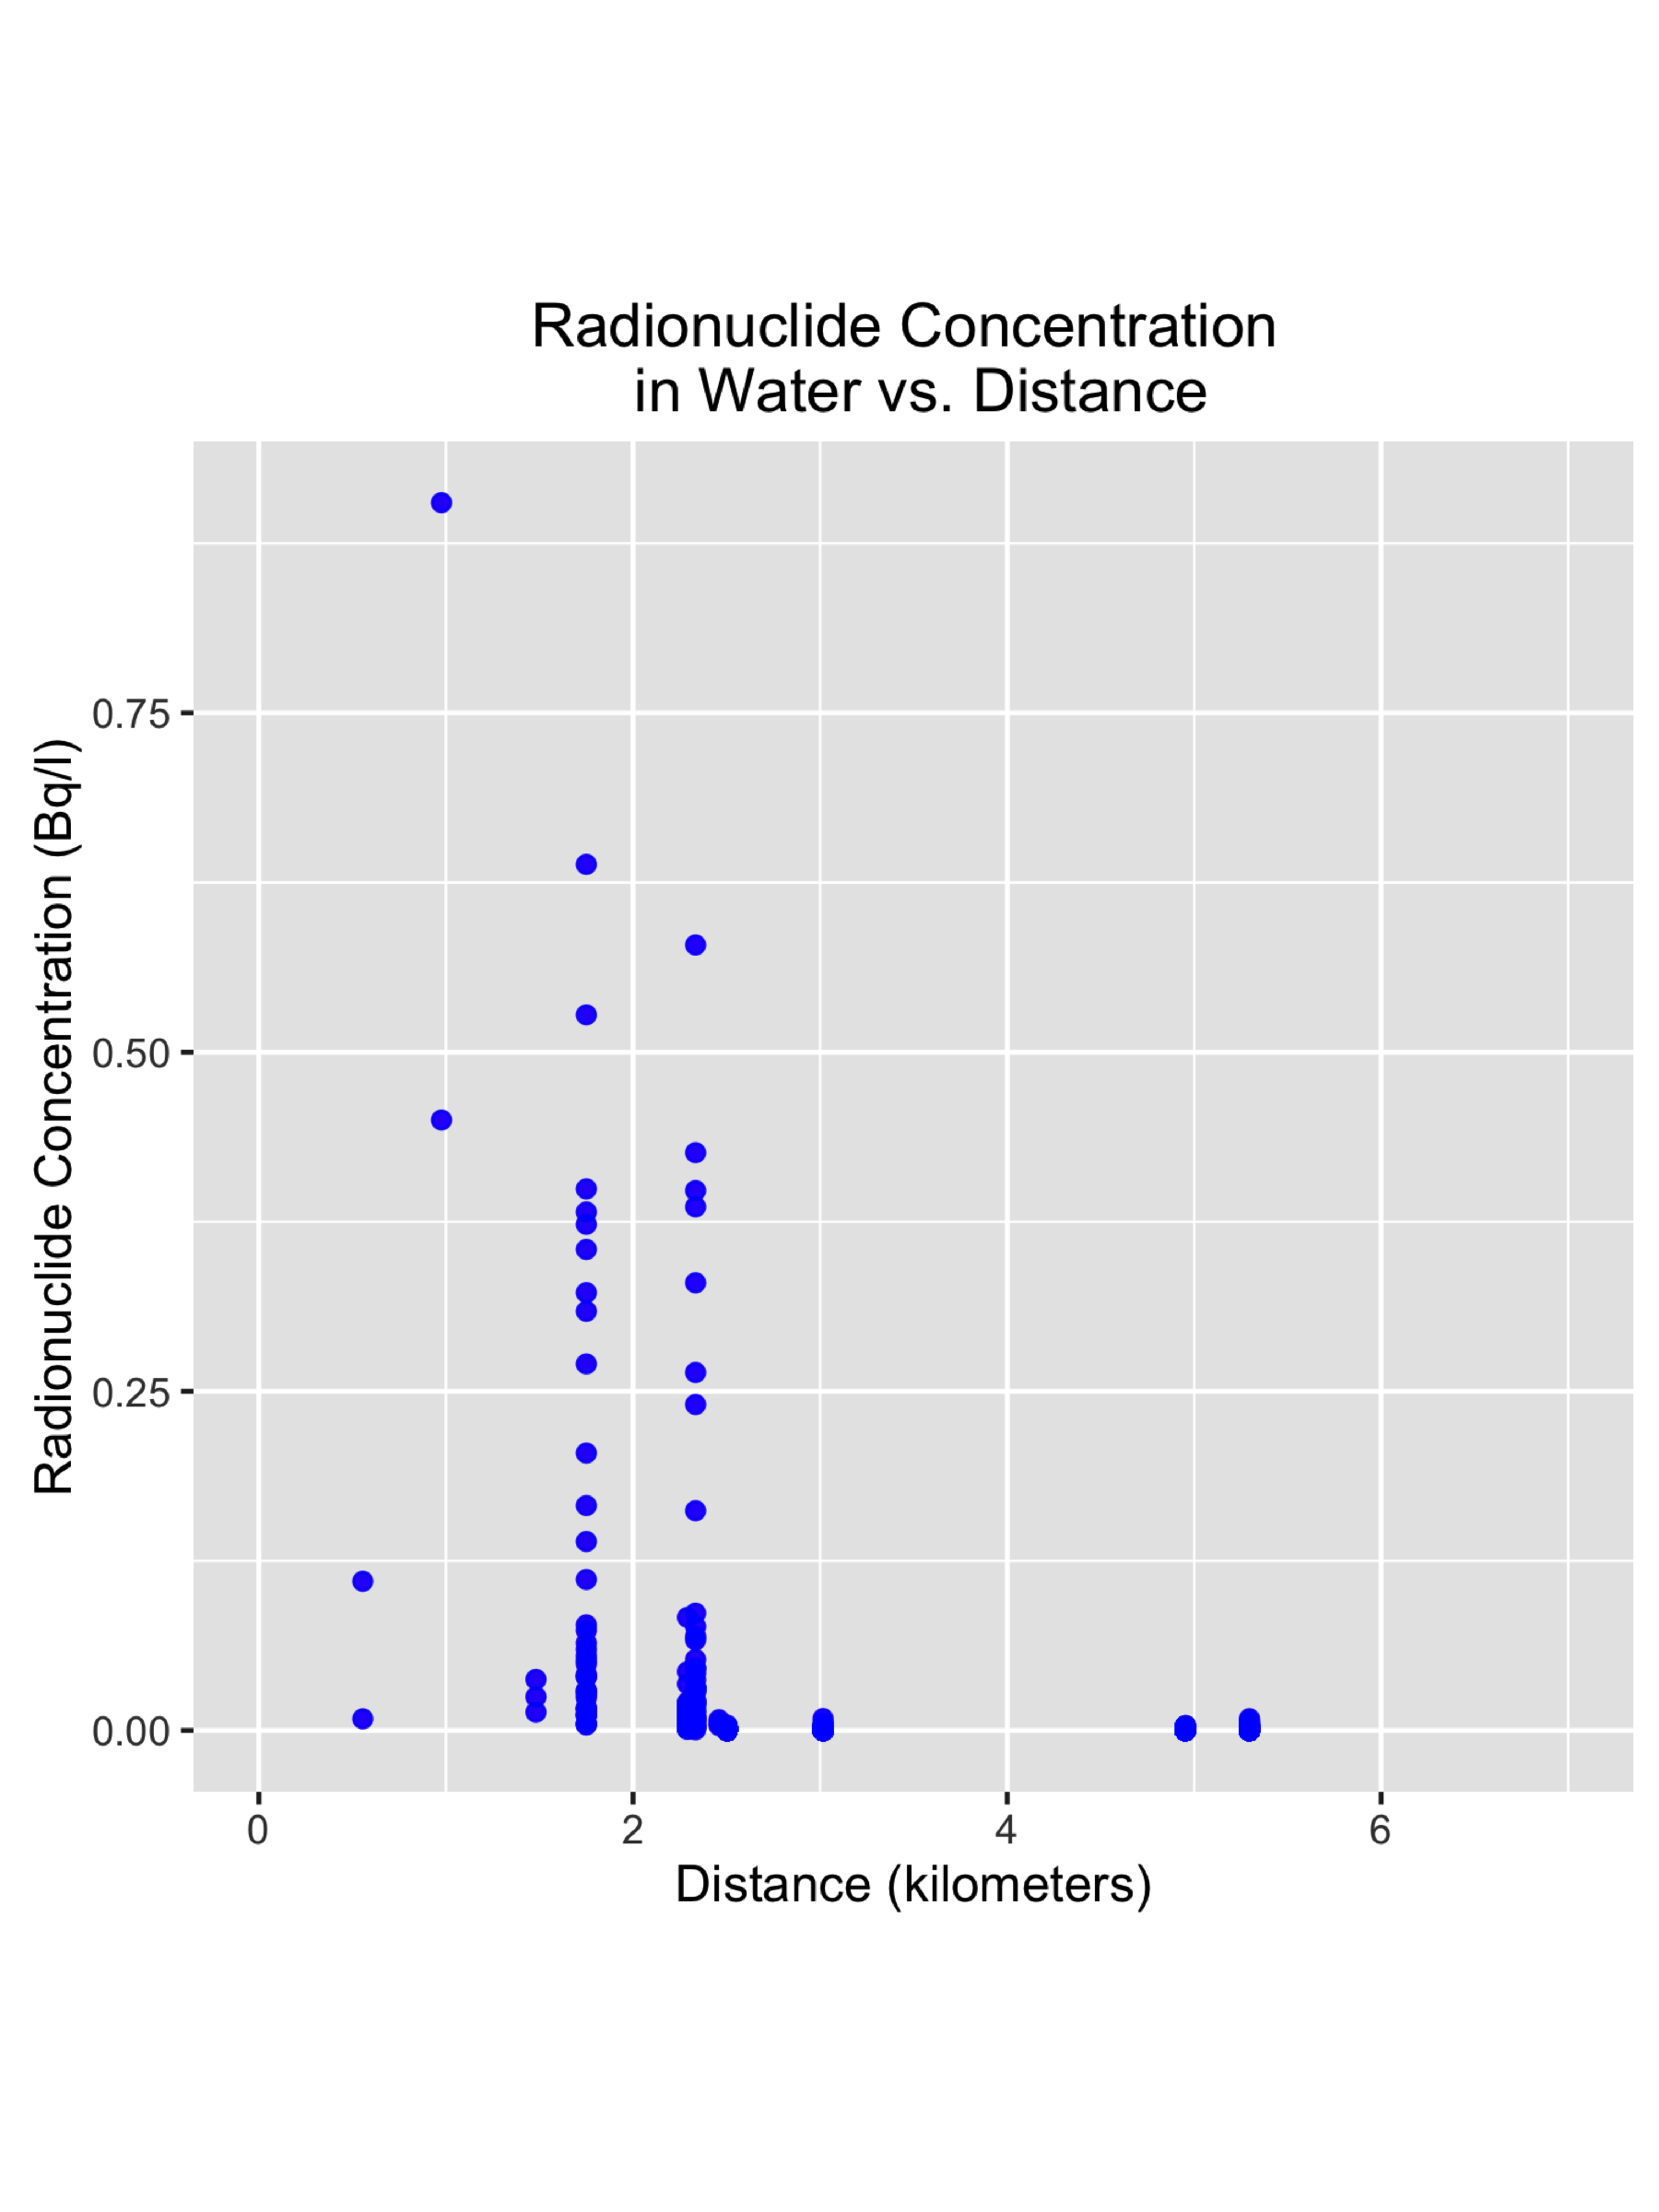 Radionuclide Concentration
in Water vs. Distance
Radionuclide Concentration (Bq/l)
0.75
0.50
0.25
0.00
0
2
4
6
Distance (kilometers)